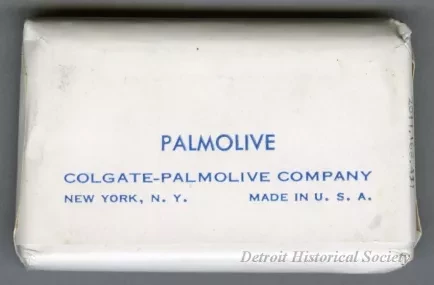 PALMOLIVE
COLGATE-PALMOLIVE COMPANY
NEW YORK, N. Y. MADE IN U. S. A.
Detroit Historical Society